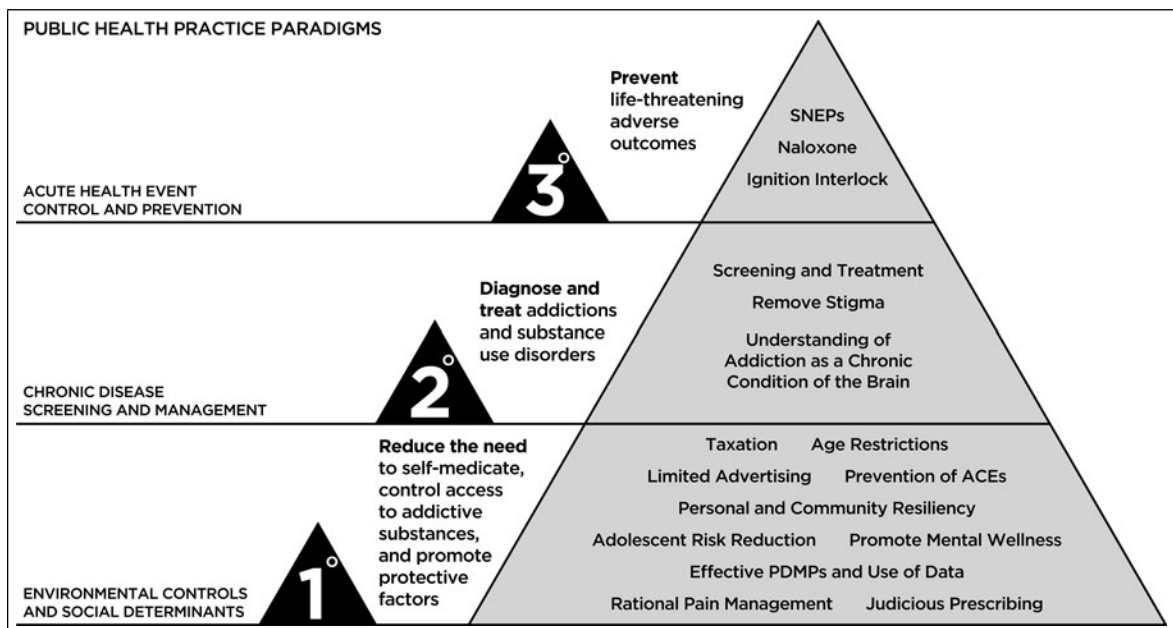 PUBLIC HEALTH PRACTICE PARADIGMS
Prevent
life-threatening
adverse
outcomes
SNEPs
Naloxone
Ignition Interlock
3°
ACUTE HEALTH EVENT
CONTROL AND PREVENTION
Diagnose and
treat addictions
and substance
use disorders
Screening and Treatment
Remove Stigma
Understanding of
Addiction as a Chronic
Condition of the Brain
2°
CHRONIC DISEASE
SCREENING AND MANAGEMENT
Reduce the need
to self-medicate,
control access
to addictive
substances,
and promote
protective
factors
Taxation Age Restrictions
Limited Advertising Prevention of ACEs
Personal and Community Resiliency
Adolescent Risk Reduction Promote Mental Wellness
Effective PDMPs and Use of Data
Rational Pain Management Judicious Prescribing
1°
ENVIRONMENTAL CONTROLS
AND SOCIAL DETERMINANTS